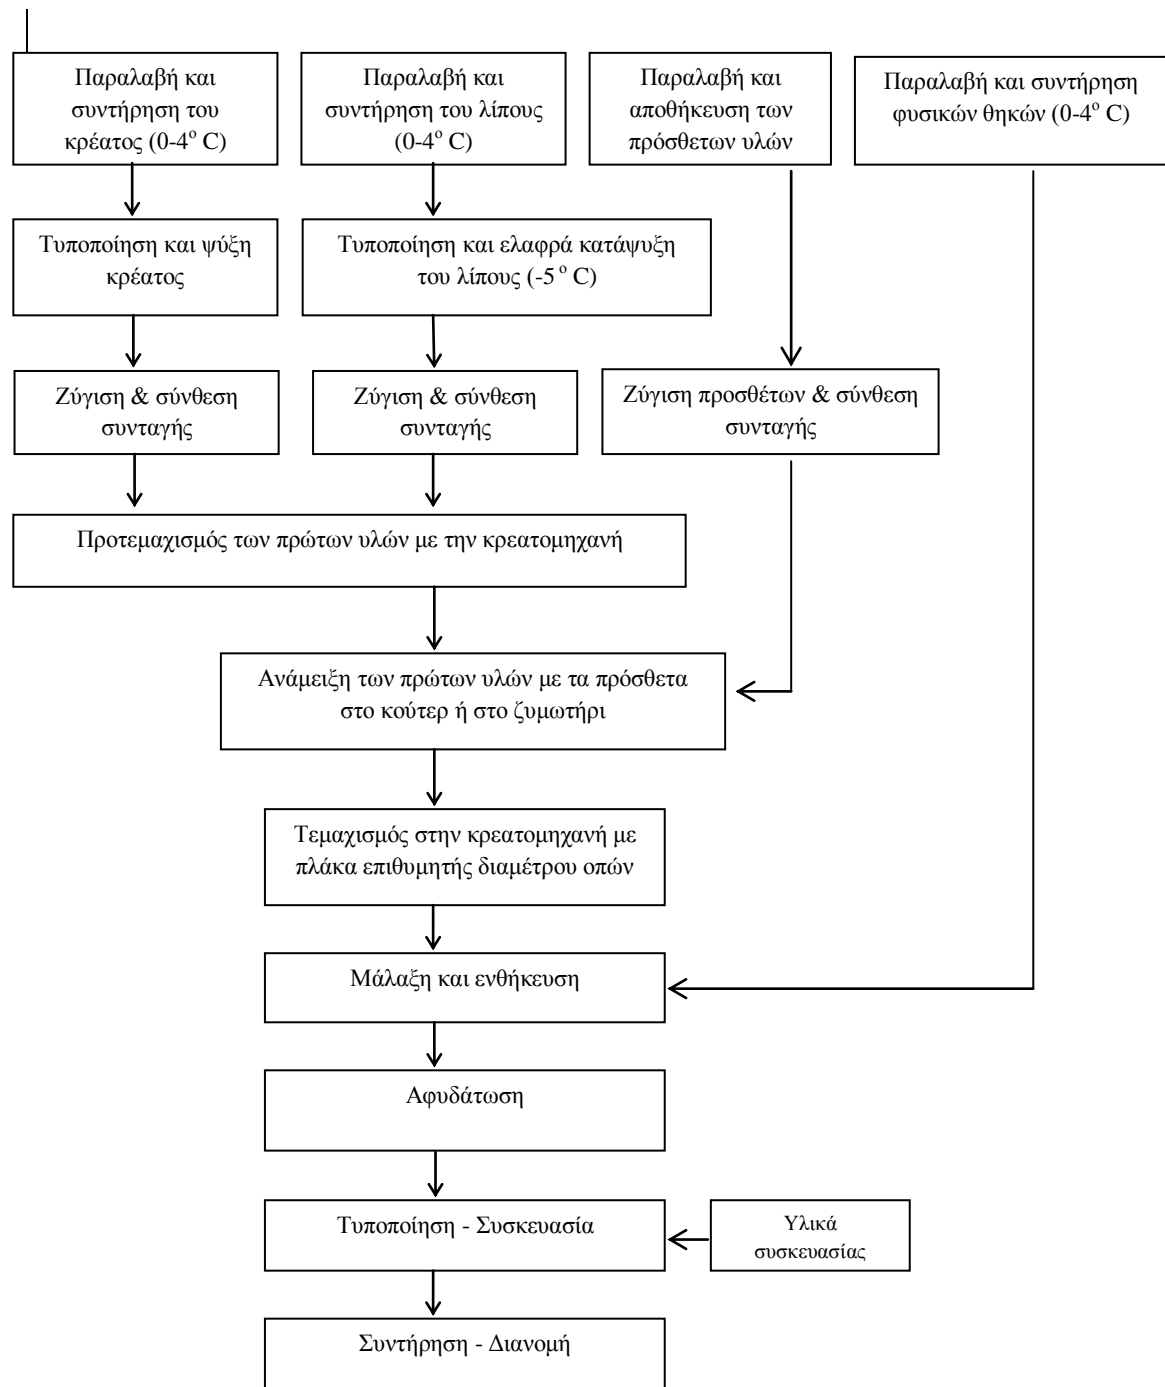 Παραλαβή και
συντήρηση του
κρέατος (0-4° C)
Παραλαβή και
συντήρηση του λίπους
(0-4° C)
Παραλαβή και
αποθήκευση των
πρόσθετων υλών
Παραλαβή και συντήρηση
φυσικών θηκών (0-4° C)
Τυποποίηση και ψύξη
κρέατος
Τυποποίηση και ελαφρά κατάψυξη
του λίπους (-5 ° C)
Ζύγιση & σύνθεση
συνταγής
Ζύγιση & σύνθεση
συνταγής
Ζύγιση προσθέτων & σύνθεση
συνταγής
Προτεμαχισμός των πρώτων υλών με την κρεατομηχανή
Ανάμειξη των πρώτων υλών με τα πρόσθετα
στο κούτερ ή στο ζυμωτήρι
Τεμαχισμός στην κρεατομηχανή με
πλάκα επιθυμητής διαμέτρου οπών
Μάλαξη και ενθήκευση
Αφυδάτωση
Τυποποίηση - Συσκευασία
Υλικά
συσκευασίας
Συντήρηση - Διανομή